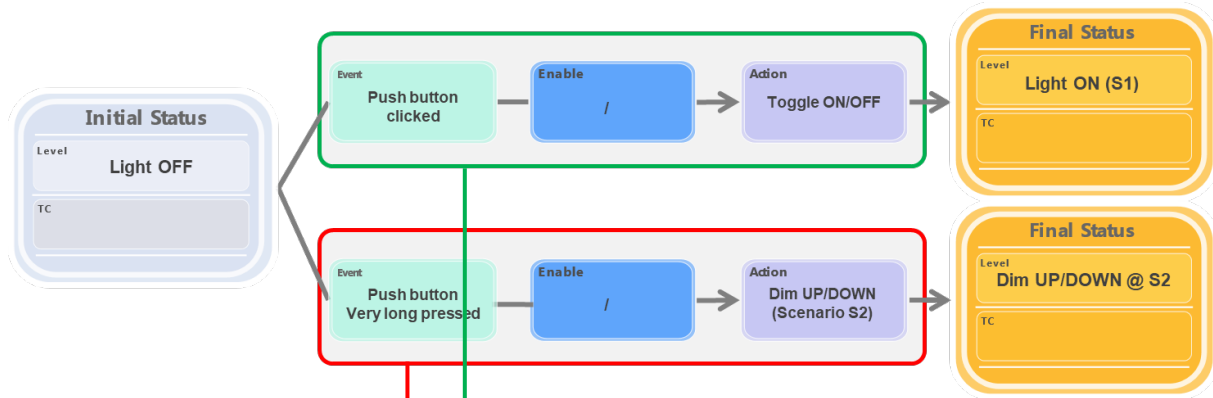 Initial Status
Level
Light OFF
TC
Event
Push button
clicked
Enable
/
Action
Toggle ON/OFF
Final Status
Level
Light ON (S1)
TC
Event
Push button
Very long pressed
Enable
/
Action
Dim UP/DOWN
(Scenario S2)
Final Status
Level
Dim UP/DOWN @ S2
TC